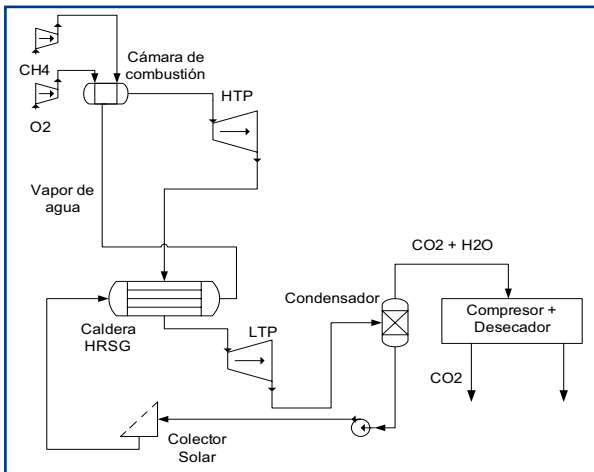 CH4
Cámara de
combustión
HTP
O2
Vapor de
agua
CO2 + H2O
Condensador
Compresor +
Desecador
Caldera
HRSG
LTP
CO2
Colector
Solar